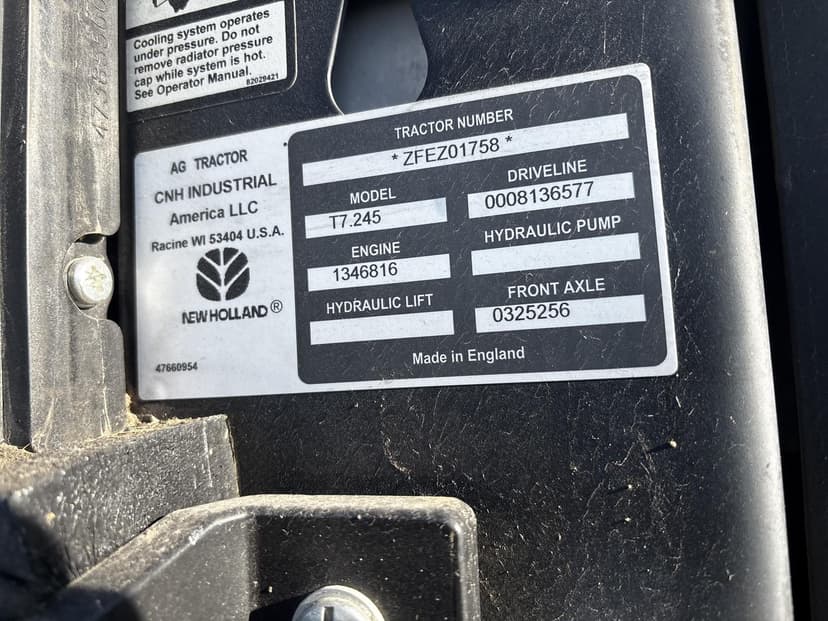 Cooling system operates
under pressure. Do not
remove radiator pressure
cap while system is hot.
See Operator Manual.
82029421
AG TRACTOR
CNH INDUSTRIAL
America LLC
Racine WI 53404 U.S.A.
NEW HOLLAND®
47660954
TRACTOR NUMBER
* ZFEZ01758 *
MODEL
T7.245
DRIVELINE
0008136577
ENGINE
1346816
HYDRAULIC PUMP
HYDRAULIC LIFT
FRONT AXLE
0325256
Made in England